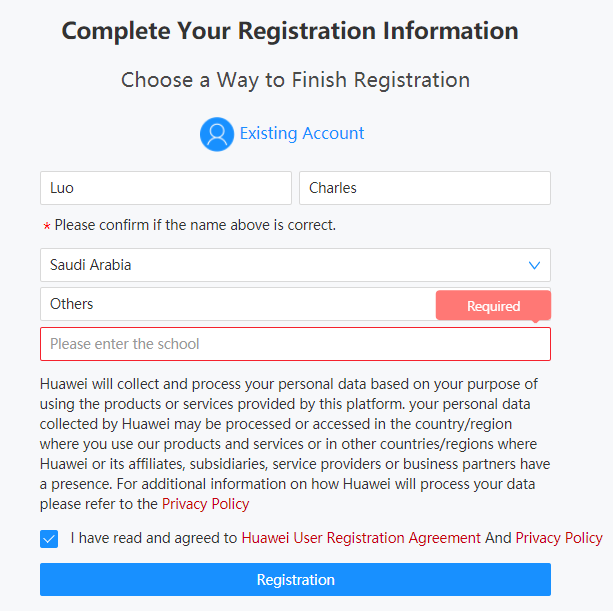 Complete Your Registration Information
Choose a Way to Finish Registration
Existing Account
Luo
Charles
* Please confirm if the name above is correct.
Saudi Arabia
Others
Required
Please enter the school
Huawei will collect and process your personal data based on your purpose of
using the products or services provided by this platform. your personal data
collected by Huawei may be processed or accessed in the country/region
where you use our products and services or in other countries/regions where
Huawei or its affiliates, subsidiaries, service providers or business partners have
a presence. For additional information on how Huawei will process your data
please refer to the Privacy Policy
I have read and agreed to Huawei User Registration Agreement And Privacy Policy
Registration